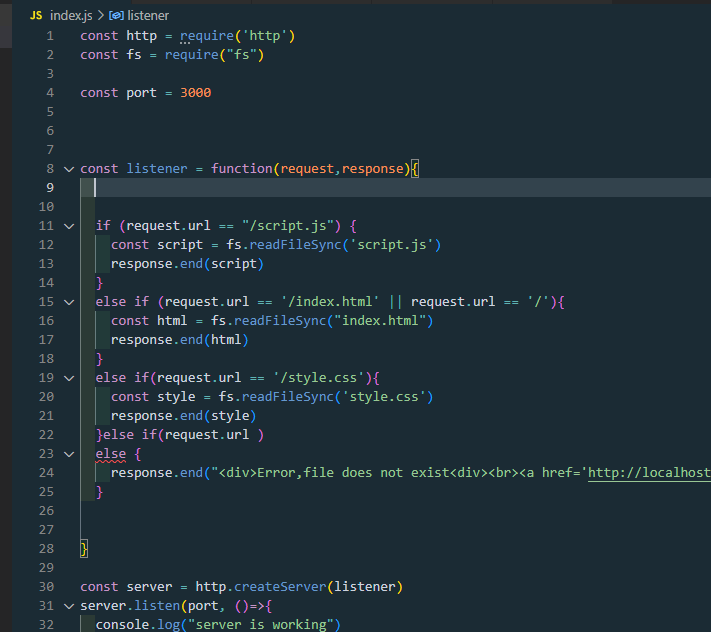 JS index.js > listener
1 const http = require('http')
2 const fs = require("fs")
3
4 const port = 3000
5
6
7
8 const listener = function(request,response){
9
10
11 if (request.url == "/script.js") {
12 const script = fs.readFileSync('script.js')
13 response.end(script)
14 }
15 else if (request.url == '/index.html' || request.url == '/'){
16 const html = fs.readFileSync("index.html")
17 response.end(html)
18 }
19 else if(request.url == '/style.css'){
20 const style = fs.readFileSync('style.css')
21 response.end(style)
22 }else if(request.url )
23 else {
24 response.end("<div>Error,file does not exist<div><br><a href='http://localhost
25 }
26
27
28 }
29
30 const server = http.createServer(listener)
31 server.listen(port, ()=>{
32 console.log("server is working")